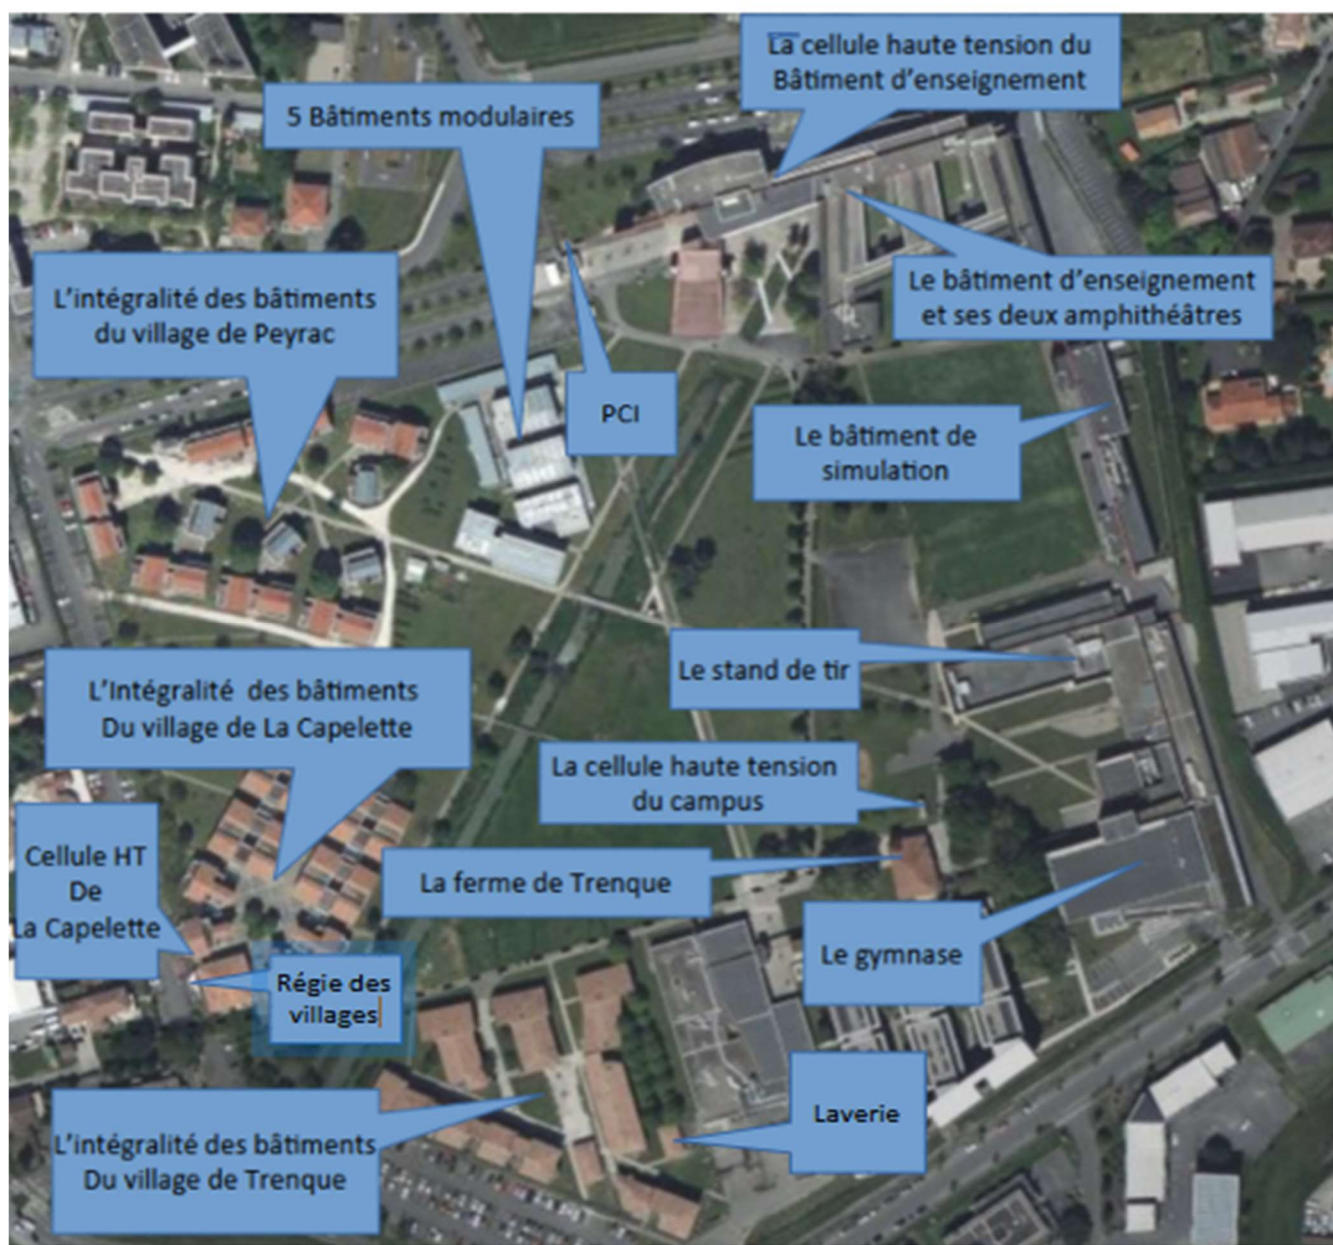 La cellule haute tension du
Bâtiment d'enseignement
5 Bâtiments modulaires
L'intégralité des bâtiments
du village de Peyrac
Le bâtiment d'enseignement
et ses deux amphithéâtres
PCI
Le bâtiment de
simulation
Le stand de tir
L'Intégralité des bâtiments
Du village de La Capelette
La cellule haute tension
du campus
Cellule HT
De
La Capelette
La ferme de Trenque
Le gymnase
Régie des
villages
Laverie
L'intégralité des bâtiments
Du village de Trenque